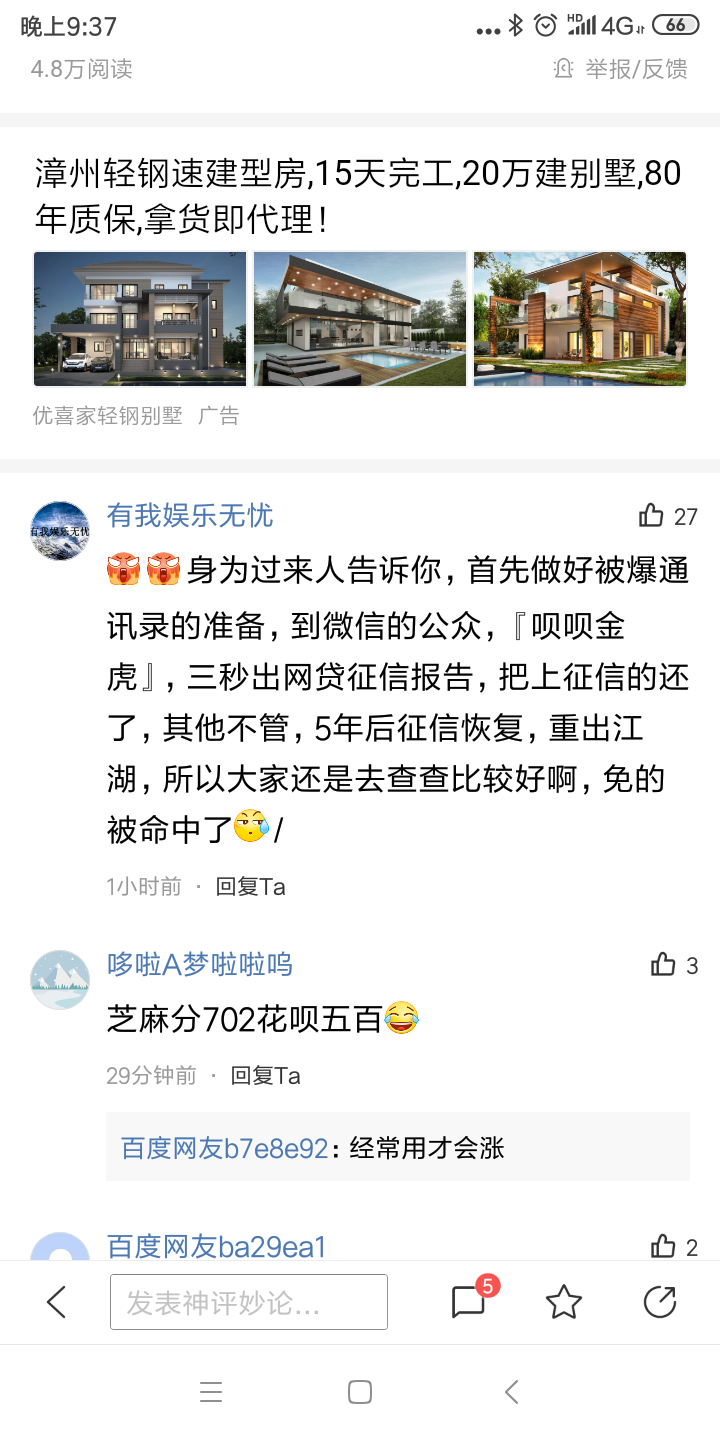 晚上9:37
HD 4G 66
4.8万阅读 举报/反馈
漳州轻钢速建型房,15天完工,20万建别墅,80
年质保,拿货即代理!
优喜家轻钢别墅 广告
有我娱乐无忧
有我娱乐无忧 27
身为过来人告诉你,首先做好被爆通
讯录的准备,到微信的公众,『呗呗金
虎』,三秒出网贷征信报告,把上征信的还
了,其他不管,5年后征信恢复,重出江
湖,所以大家还是去查查比较好啊,免的
被命中了/
1小时前 · 回复Ta
哆啦A梦啦啦呜 3
芝麻分702花呗五百
29分钟前 · 回复Ta
百度网友b7e8e92:经常用才会涨
百度网友ba29ea1 2
发表神评妙论... 5